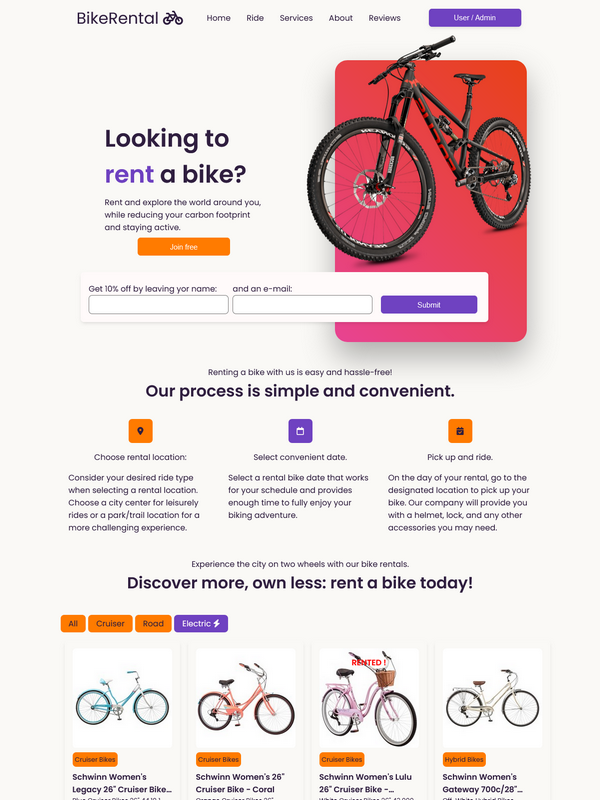 BikeRental
Home Ride Services About Reviews
User / Admin
Looking to
rent a bike?
Rent and explore the world around you,
while reducing your carbon footprint
and staying active.
Join free
Get 10% off by leaving yor name: and an e-mail:
Submit
Renting a bike with us is easy and hassle-free!
Our process is simple and convenient.
Choose rental location:
Consider your desired ride type
when selecting a rental location.
Choose a city center for leisurely
rides or a park/trail location for a
more challenging experience.
Select convenient date.
Select a rental bike date that works
for your schedule and provides
enough time to fully enjoy your
biking adventure.
Pick up and ride.
On the day of your rental, go to the
designated location to pick up your
bike. Our company will provide you
with a helmet, lock, and any other
accessories you may need.
Experience the city on two wheels with our bike rentals.
Discover more, own less: rent a bike today!
All Cruiser Road Electric
RENTED !
Cruiser Bikes
Schwinn Women's
Legacy 26" Cruiser Bike...
Cruiser Bikes
Schwinn Women's 26"
Cruiser Bike - Coral
Cruiser Bikes
Schwinn Women's Lulu
26" Cruiser Bike -...
Hybrid Bikes
Schwinn Women's
Gateway 700c/28"...